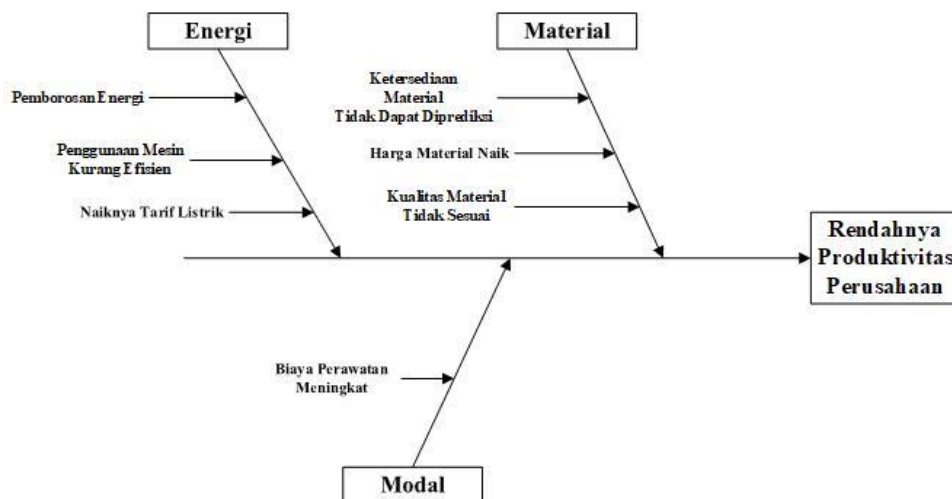 Energi
Material
Pemborosan Energi
Penggunaan Mesin
Kurang Efisien
Naiknya Tarif Listrik
Ketersediaan
Material
Tidak Dapat Diprediksi
Harga Material Naik
Kualitas Material
Tidak Sesuai
Rendahnya
Produktivitas
Perusahaan
Biaya Perawatan
Meningkat
Modal